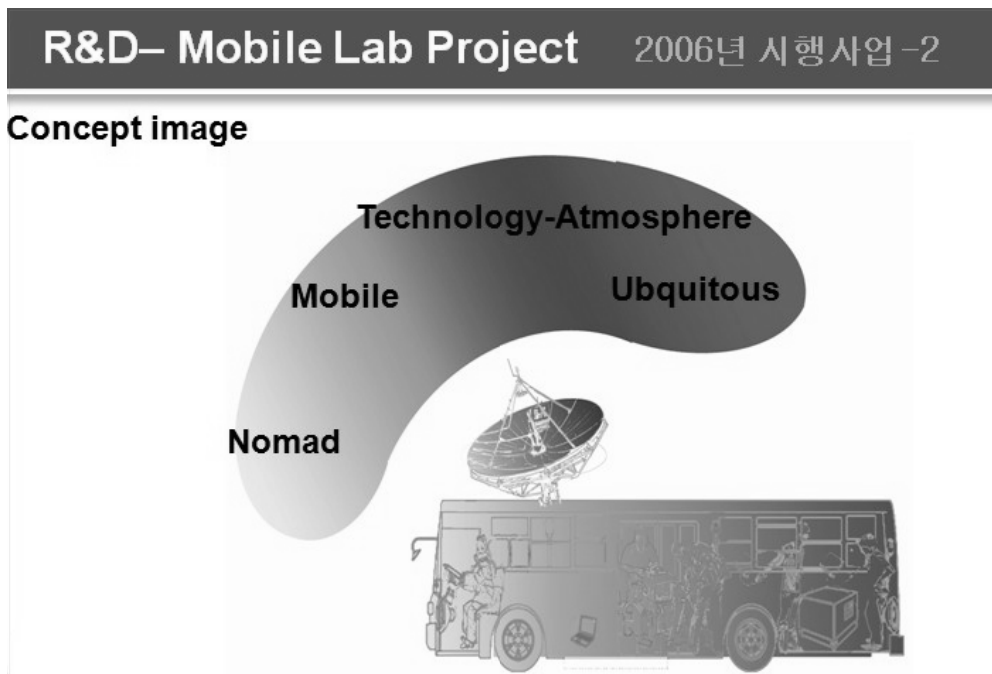 R&D– Mobile Lab Project 2006년 시행사업 -2
Concept image
Technology-Atmosphere
Mobile Ubquitous
Nomad